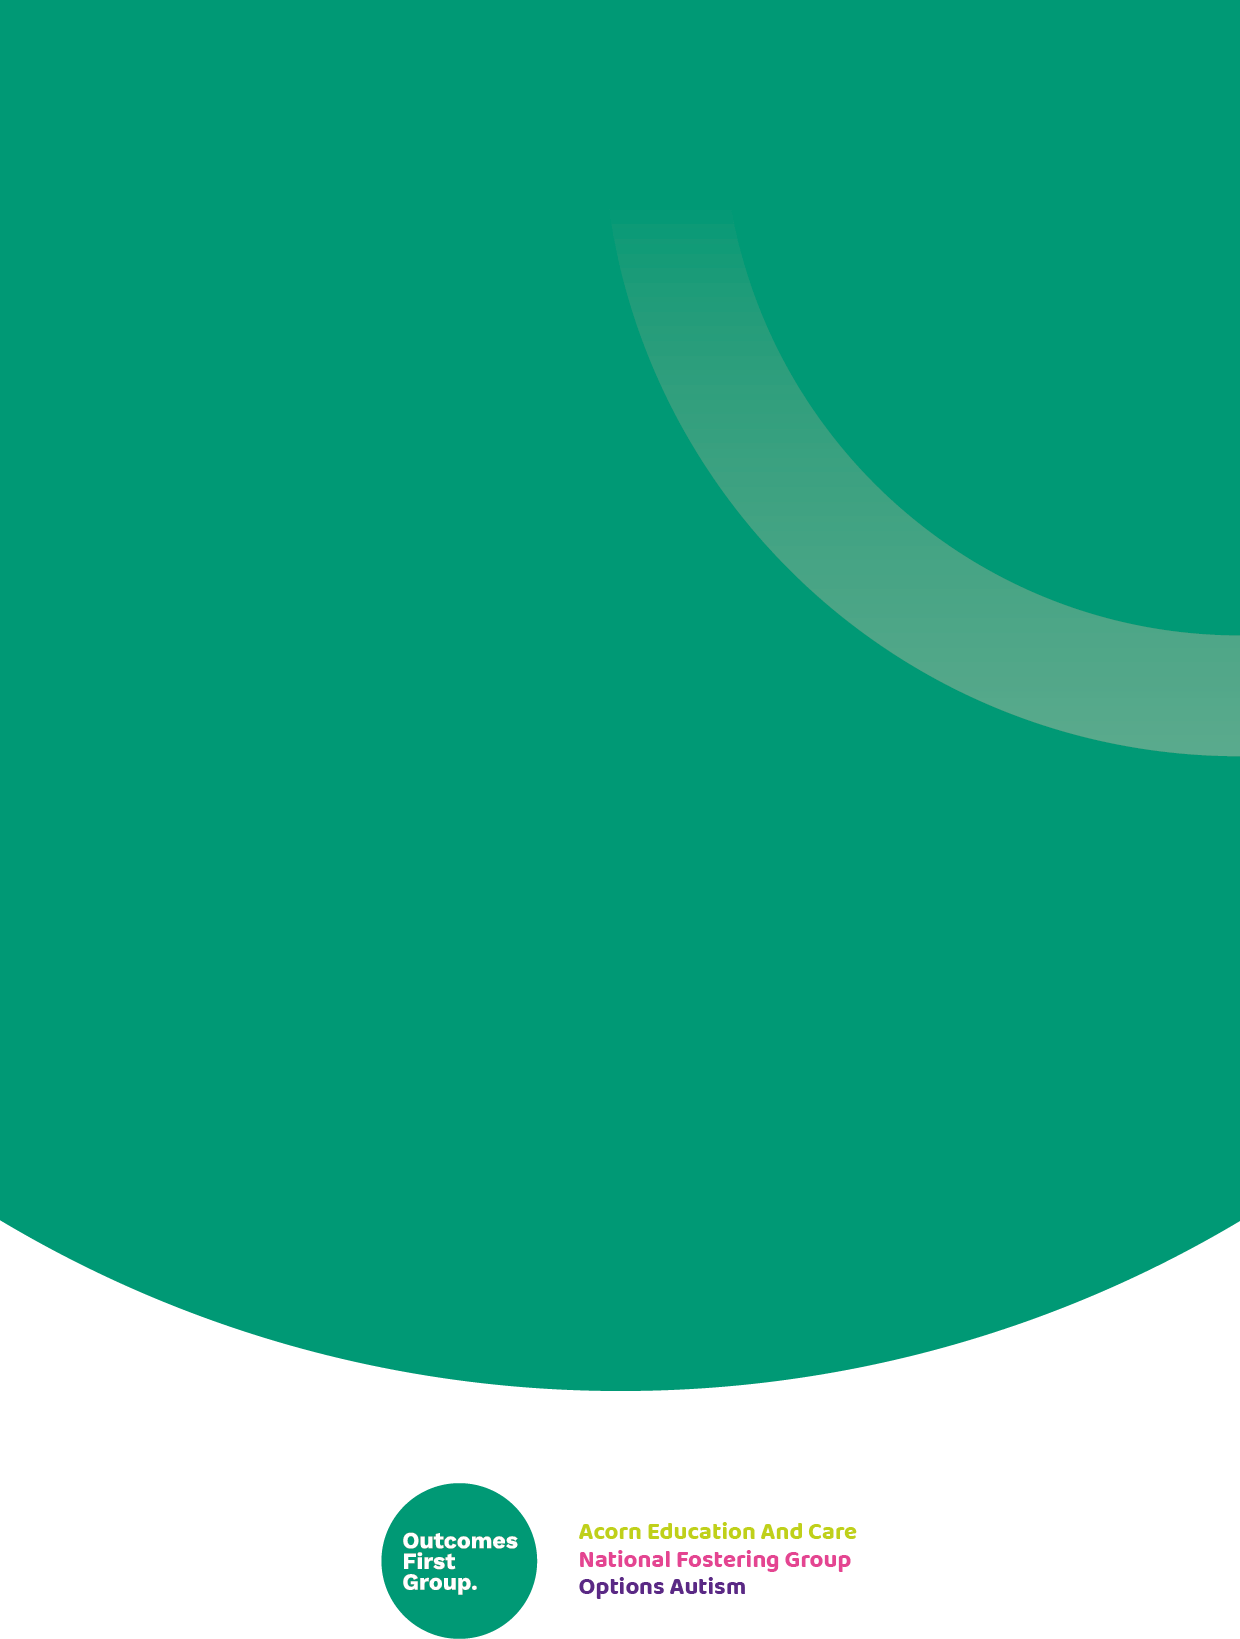 Outcomes
First
Group.
Acorn Education And Care
National Fostering Group
Options Autism